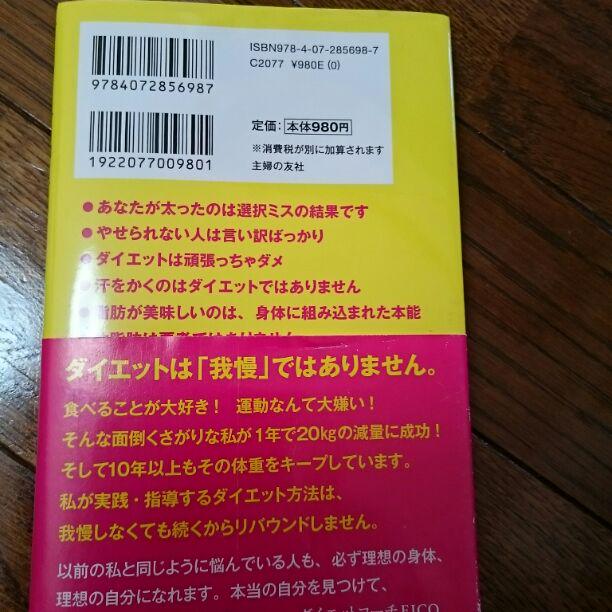 ISBN978-4-07-285698-7
C2077 ¥980E (0)
9784072856987
定価：本体980円
※消費税が別に加算されます
主婦の友社
1922077009801
●あなたが太ったのは選択ミスの結果です
●やせられない人は言い訳ばっかり
●ダイエットは頑張っちゃダメ
●汗をかくのはダイエットではありません
●脂肪が美味しいのは、身体に組み込まれた本能
ダイエットは「我慢」ではありません。
食べることが大好き！ 運動なんて大嫌い！
そんな面倒くさがりな私が1年で20kgの減量に成功！
そして10年以上もその体重をキープしています。
私が実践・指導するダイエット方法は、
我慢しなくても続くからリバウンドしません。
以前の私と同じように悩んでいる人も、必ず理想の身体、
理想の自分になれます。本当の自分を見つけて、
ダイエットコーチEICO